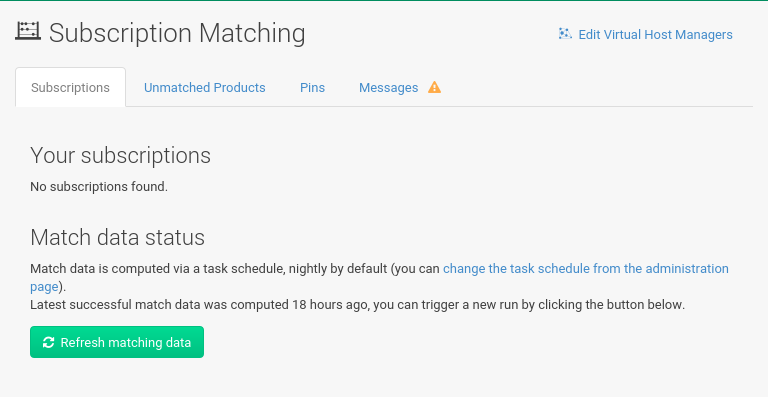 Subscription Matching
Edit Virtual Host Managers
Subscriptions
Unmatched Products
Pins
Messages
Your subscriptions
No subscriptions found.
Match data status
Match data is computed via a task schedule, nightly by default (you can change the task schedule from the administration
page).
Latest successful match data was computed 18 hours ago, you can trigger a new run by clicking the button below.
Refresh matching data